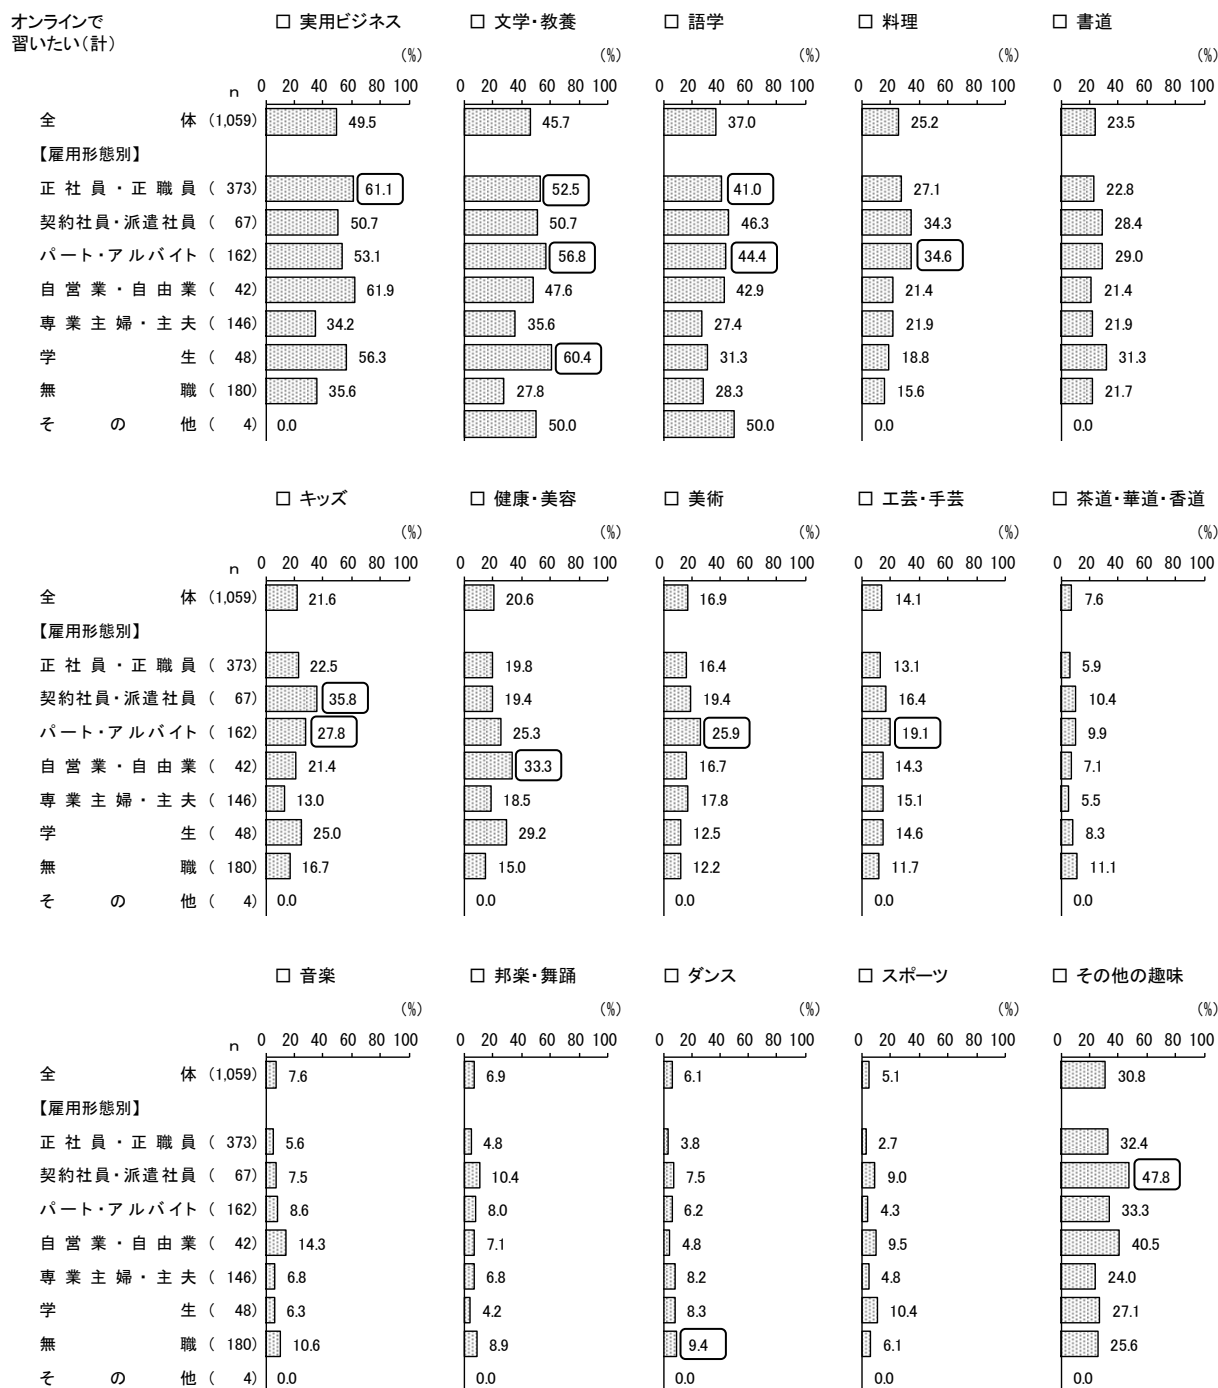 オンラインで
習いたい（計）
□ 実用ビジネス □ 文学・教養 □ 語学 □ 料理 □ 書道
(%) (%) (%) (%) (%)
n 0 20 40 60 80 100 0 20 40 60 80 100 0 20 40 60 80 100 0 20 40 60 80 100 0 20 40 60 80 100
全体 (1,059) 49.5 45.7 37.0 25.2 23.5
【雇用形態別】
正社員・正職員 ( 373) 61.1 52.5 41.0 27.1 22.8
契約社員・派遣社員 ( 67) 50.7 50.7 46.3 34.3 28.4
パート・アルバイト ( 162) 53.1 56.8 44.4 34.6 29.0
自営業・自由業 ( 42) 61.9 47.6 42.9 21.4 21.4
専業主婦・主夫 ( 146) 34.2 35.6 27.4 21.9 21.9
学生 ( 48) 56.3 60.4 31.3 18.8 31.3
無職 ( 180) 35.6 27.8 28.3 15.6 21.7
その他 ( 4) 0.0 50.0 50.0 0.0 0.0
□ キッズ □ 健康・美容 □ 美術 □ 工芸・手芸 □ 茶道・華道・香道
(%) (%) (%) (%) (%)
n 0 20 40 60 80 100 0 20 40 60 80 100 0 20 40 60 80 100 0 20 40 60 80 100 0 20 40 60 80 100
全体 (1,059) 21.6 20.6 16.9 14.1 7.6
【雇用形態別】
正社員・正職員 ( 373) 22.5 19.8 16.4 13.1 5.9
契約社員・派遣社員 ( 67) 35.8 19.4 19.4 16.4 10.4
パート・アルバイト ( 162) 27.8 25.3 25.9 19.1 9.9
自営業・自由業 ( 42) 21.4 33.3 16.7 14.3 7.1
専業主婦・主夫 ( 146) 13.0 18.5 17.8 15.1 5.5
学生 ( 48) 25.0 29.2 12.5 14.6 8.3
無職 ( 180) 16.7 15.0 12.2 11.7 11.1
その他 ( 4) 0.0 0.0 0.0 0.0 0.0
□ 音楽 □ 邦楽・舞踊 □ ダンス □ スポーツ □ その他の趣味
(%) (%) (%) (%) (%)
n 0 20 40 60 80 100 0 20 40 60 80 100 0 20 40 60 80 100 0 20 40 60 80 100 0 20 40 60 80 100
全体 (1,059) 7.6 6.9 6.1 5.1 30.8
【雇用形態別】
正社員・正職員 ( 373) 5.6 4.8 3.8 2.7 32.4
契約社員・派遣社員 ( 67) 7.5 10.4 7.5 9.0 47.8
パート・アルバイト ( 162) 8.6 8.0 6.2 4.3 33.3
自営業・自由業 ( 42) 14.3 7.1 4.8 9.5 40.5
専業主婦・主夫 ( 146) 6.8 6.8 8.2 4.8 24.0
学生 ( 48) 6.3 4.2 8.3 10.4 27.1
無職 ( 180) 10.6 8.9 9.4 6.1 25.6
その他 ( 4) 0.0 0.0 0.0 0.0 0.0